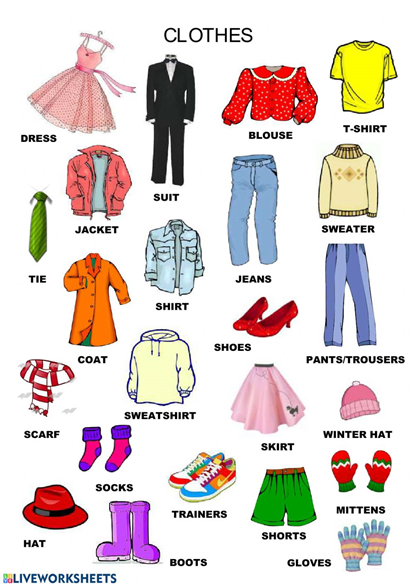 CLOTHES
DRESS
SUIT
BLOUSE
T-SHIRT
JACKET
SWEATER
TIE
SHIRT
JEANS
COAT
SHOES
PANTS/TROUSERS
SWEATSHIRT
SCARF
SKIRT
WINTER HAT
SOCKS
TRAINERS
MITTENS
HAT
SHORTS
BOOTS
GLOVES
LIVEWORKSHEETS